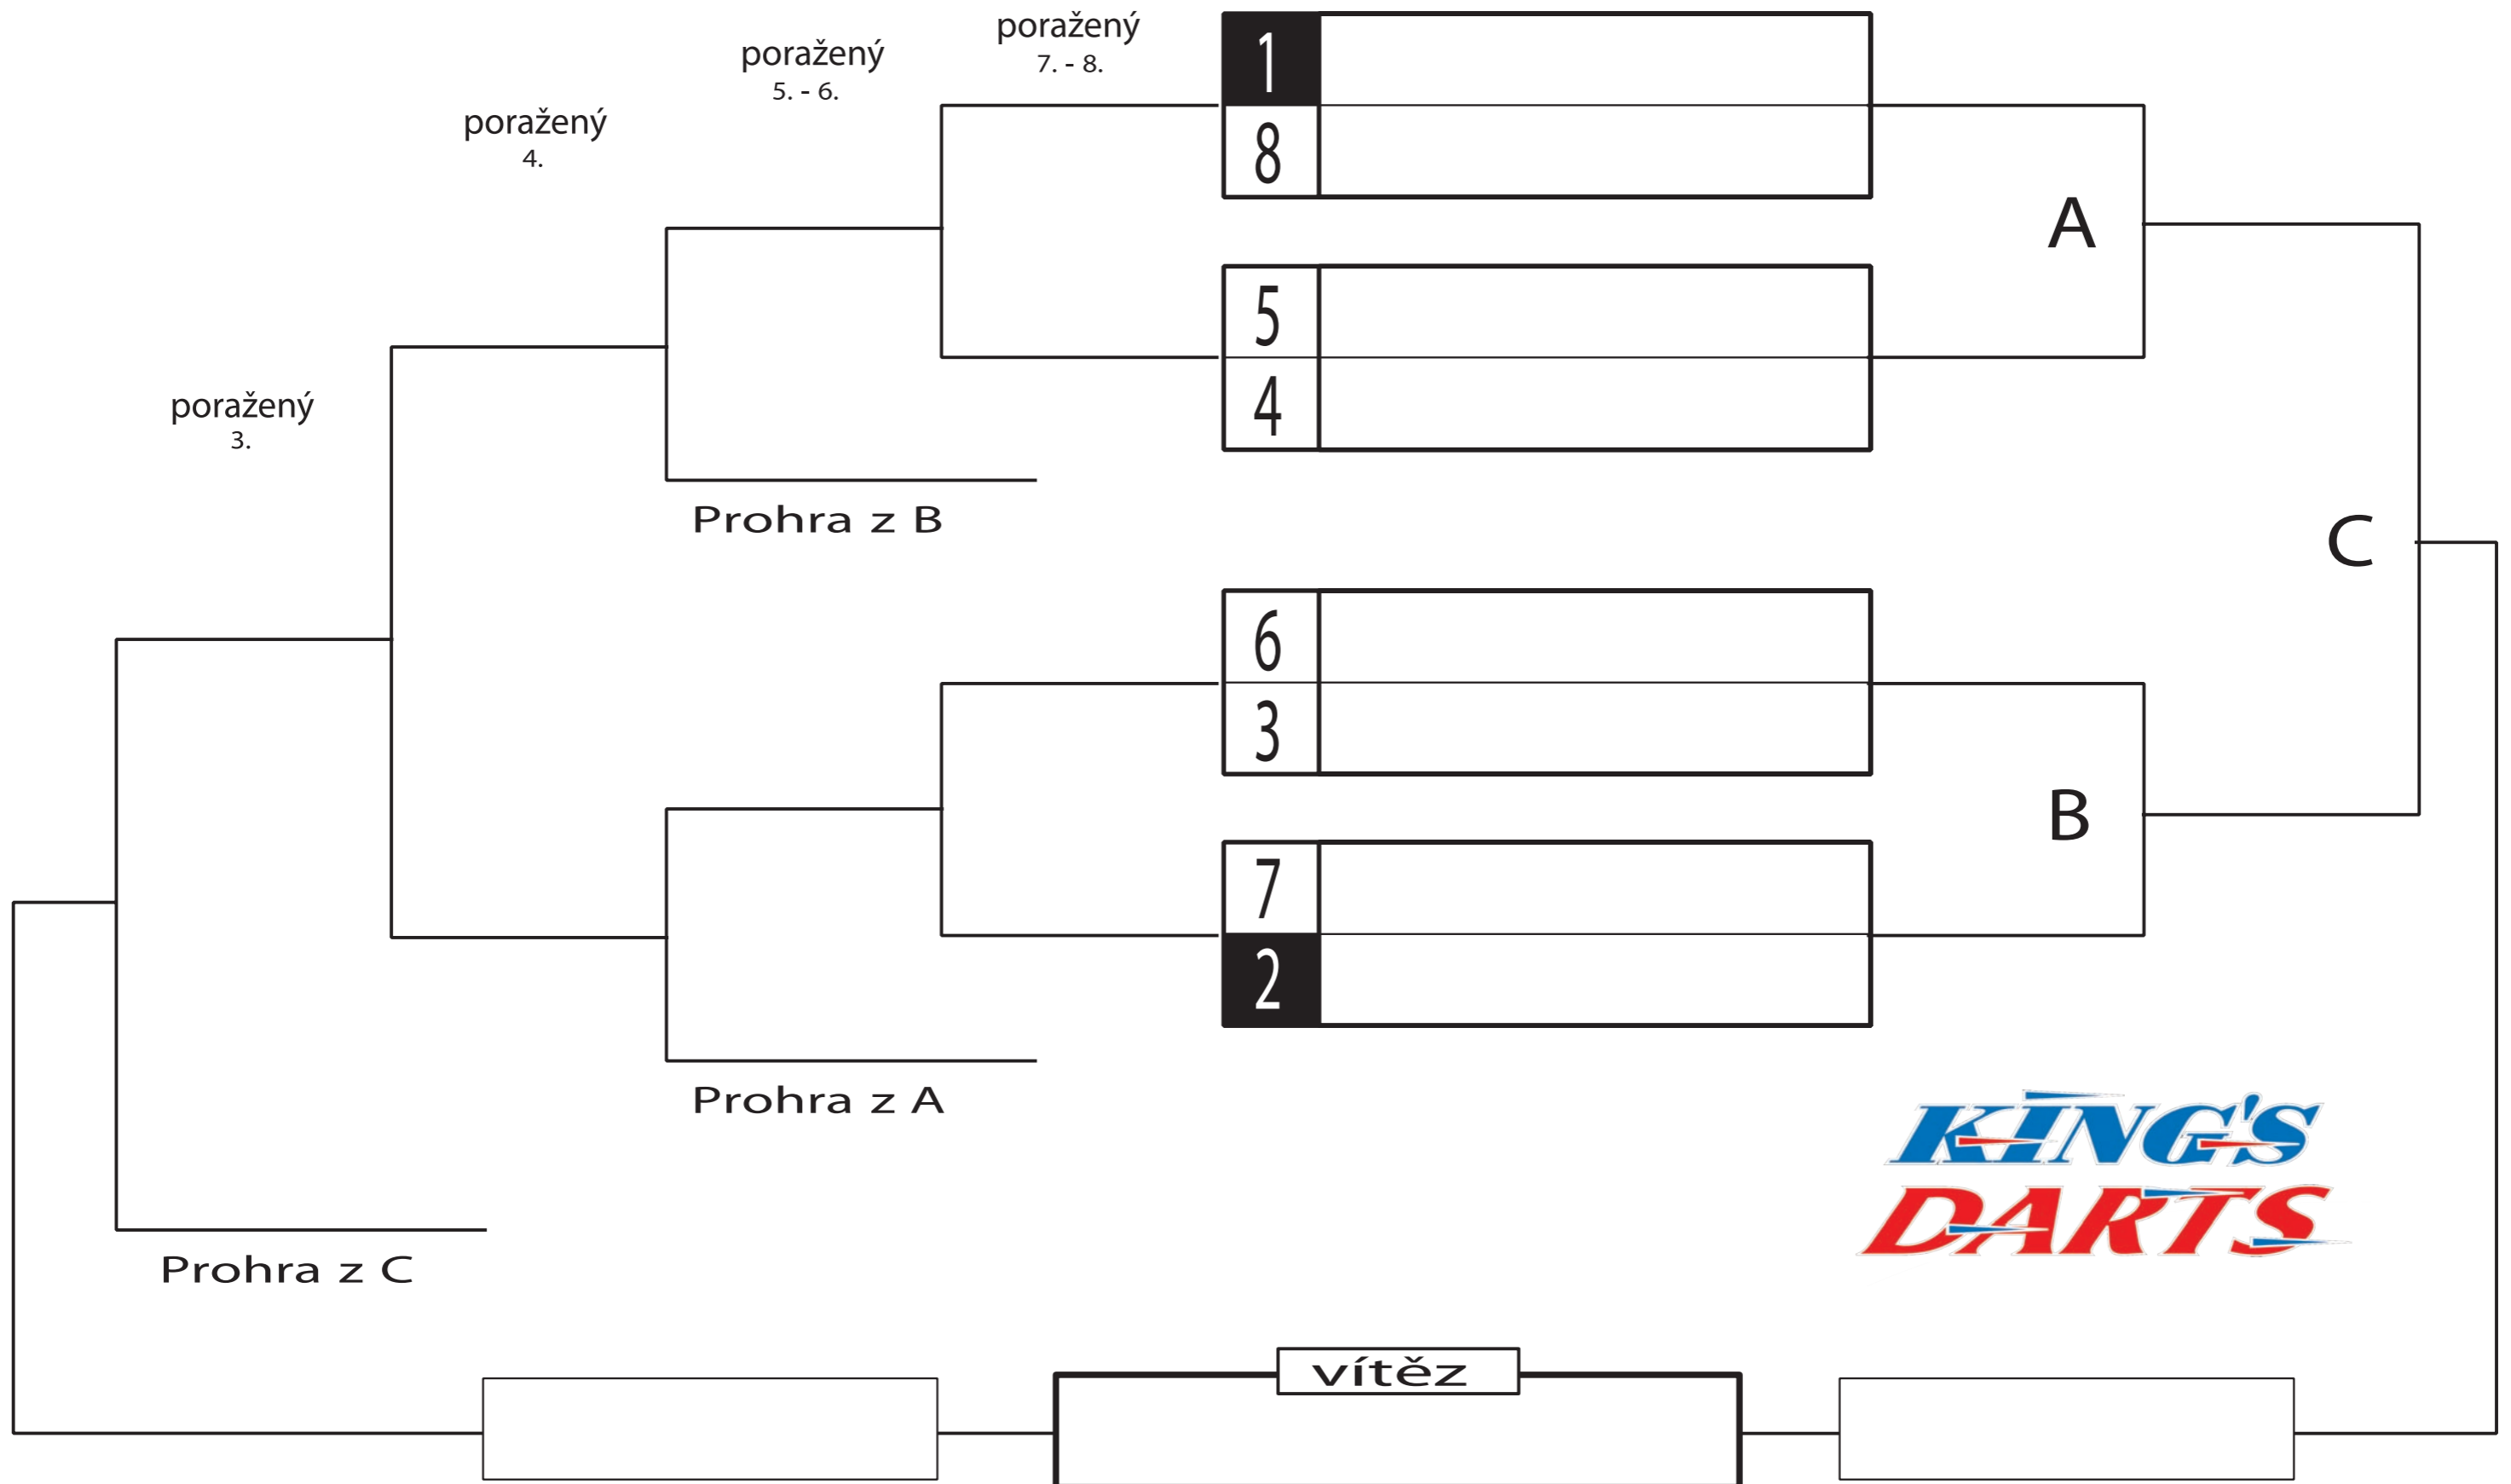 poražený
7. - 8.
poražený
5. - 6.
poražený
4.
poražený
3.
1
8
5
4
6
3
7
2
A
B
C
Prohra z B
Prohra z A
Prohra z C
KING'S
DARTS
vítěz